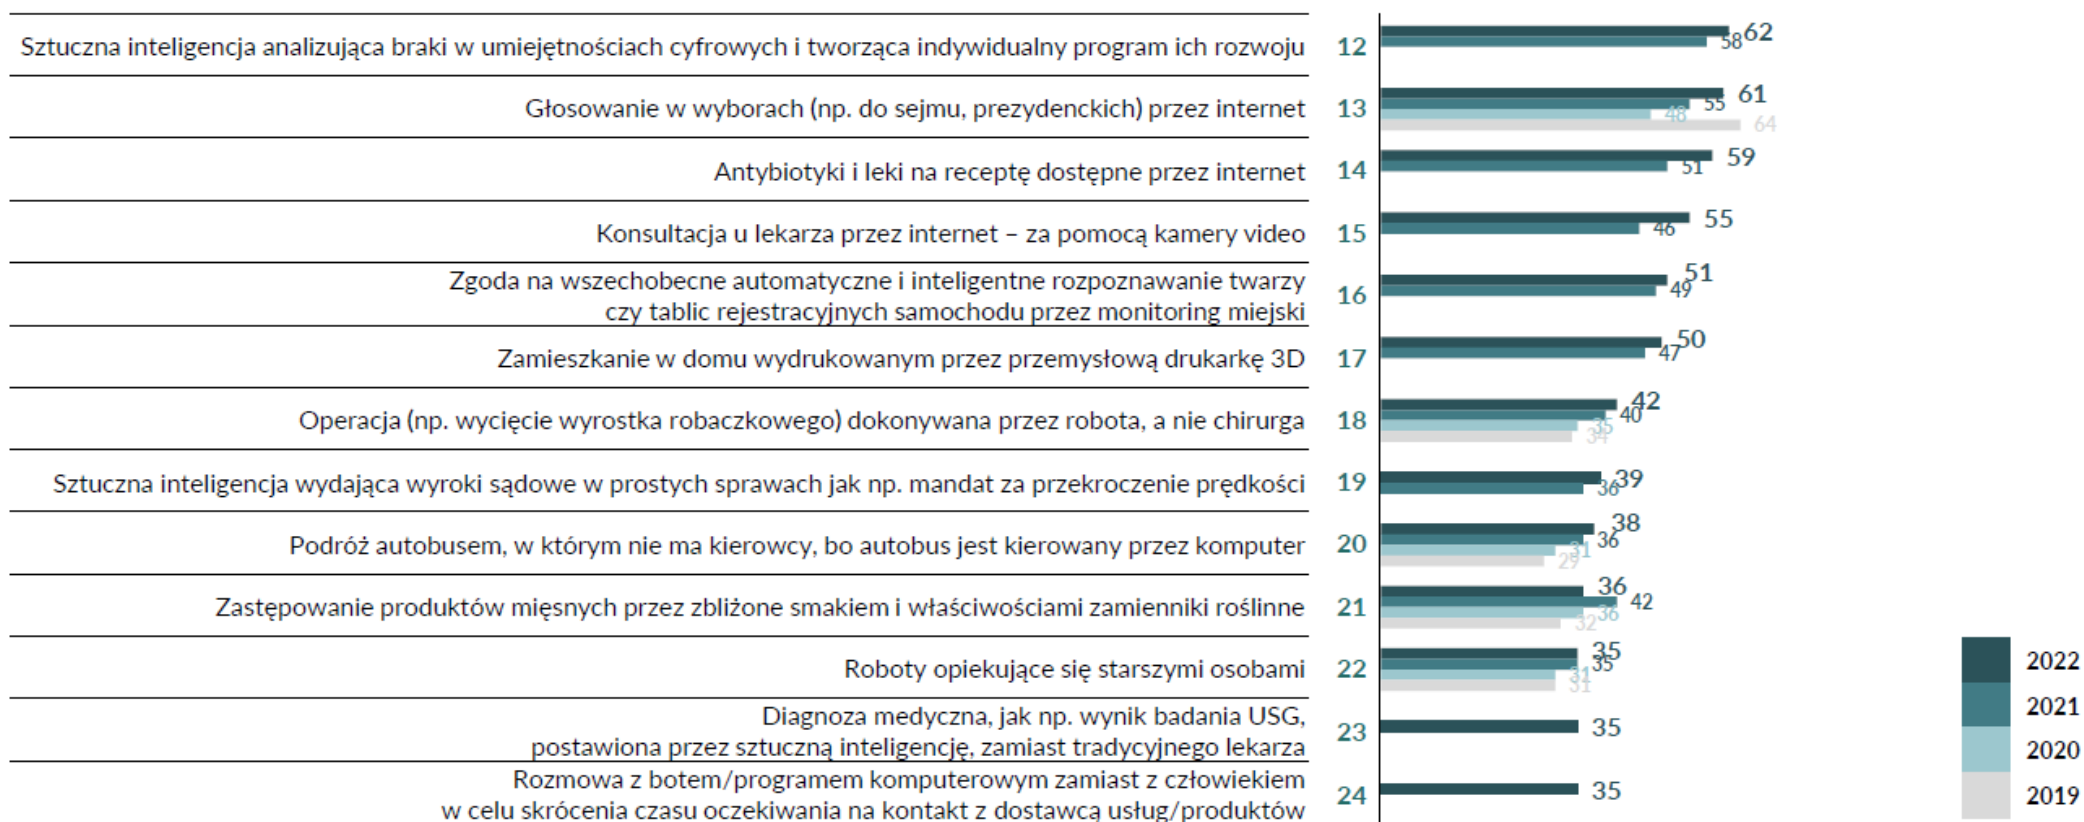 Sztuczna inteligencja analizująca braki w umiejętnościach cyfrowych i tworząca indywidualny program ich rozwoju 12 62
58
Głosowanie w wyborach (np. do sejmu, prezydenckich) przez internet 13 61
55
48
64
Antybiotyki i leki na receptę dostępne przez internet 14 59
51
Konsultacja u lekarza przez internet – za pomocą kamery video 15 55
46
Zgoda na wszechobecne automatyczne i inteligentne rozpoznawanie twarzy
czy tablic rejestracyjnych samochodu przez monitoring miejski 16 51
49
Zamieszkanie w domu wydrukowanym przez przemysłową drukarkę 3D 17 50
47
Operacja (np. wycięcie wyrostka robaczkowego) dokonywana przez robota, a nie chirurga 18 42
40
35
34
Sztuczna inteligencja wydająca wyroki sądowe w prostych sprawach jak np. mandat za przekroczenie prędkości 19 39
36
Podróż autobusem, w którym nie ma kierowcy, bo autobus jest kierowany przez komputer 20 38
36
31
29
Zastępowanie produktów mięsnych przez zbliżone smakiem i właściwościami zamienniki roślinne 21 36
42
36
32
Roboty opiekujące się starszymi osobami 22 35
35
31
31
Diagnoza medyczna, jak np. wynik badania USG,
postawiona przez sztuczną inteligencję, zamiast tradycyjnego lekarza 23 35
Rozmowa z botem/programem komputerowym zamiast z człowiekiem
w celu skrócenia czasu oczekiwania na kontakt z dostawcą usług/produktów 24 35
2022
2021
2020
2019